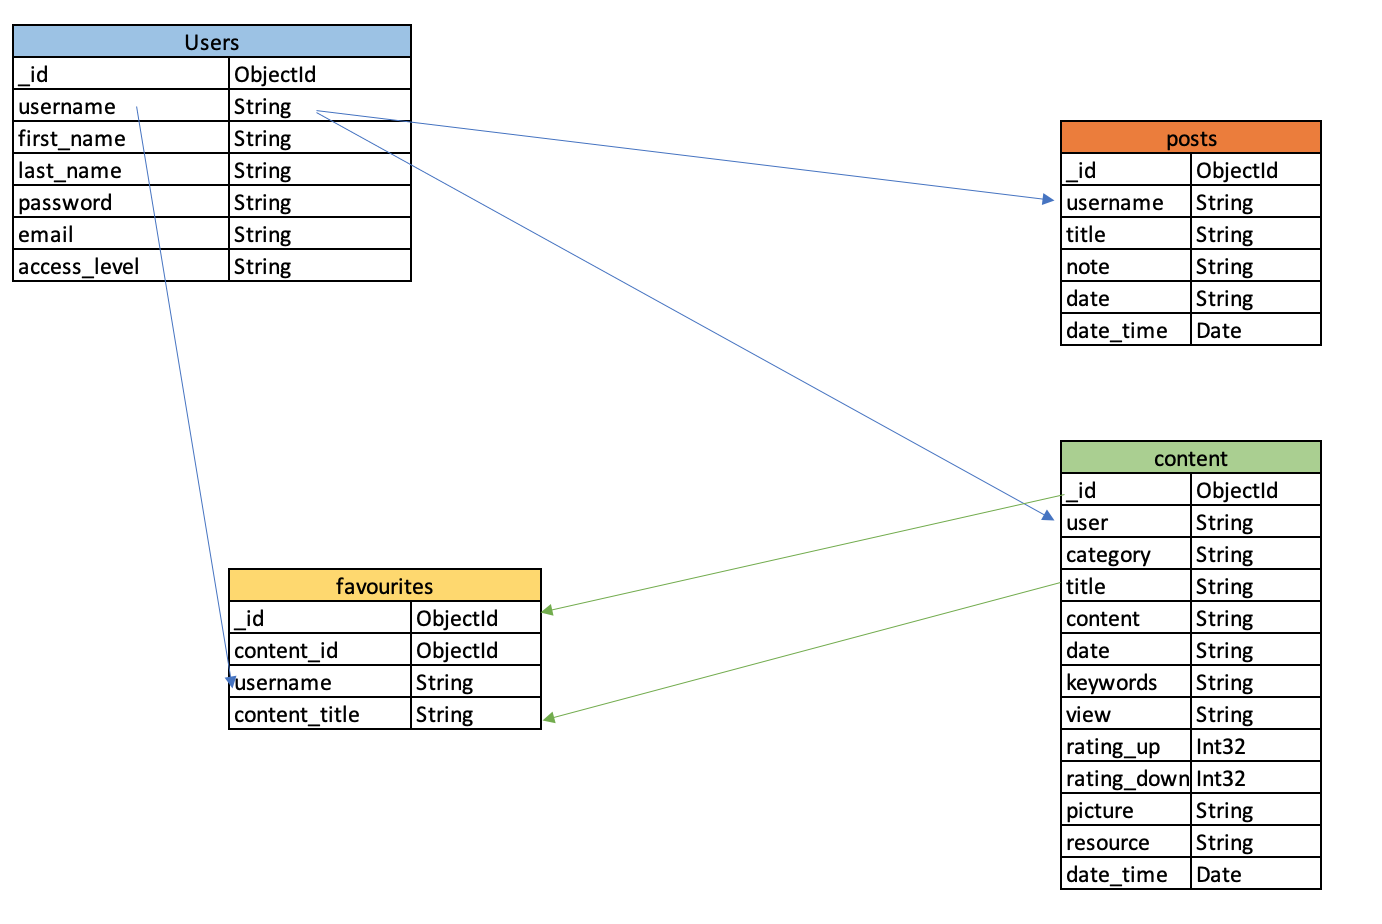 Users
_id ObjectId
username String
first_name String
last_name String
password String
email String
access_level String
posts
_id ObjectId
username String
title String
note String
date String
date_time Date
favourites
_id ObjectId
content_id ObjectId
username String
content_title String
content
_id ObjectId
user String
category String
title String
content String
date String
keywords String
view String
rating_up Int32
rating_down Int32
picture String
resource String
date_time Date